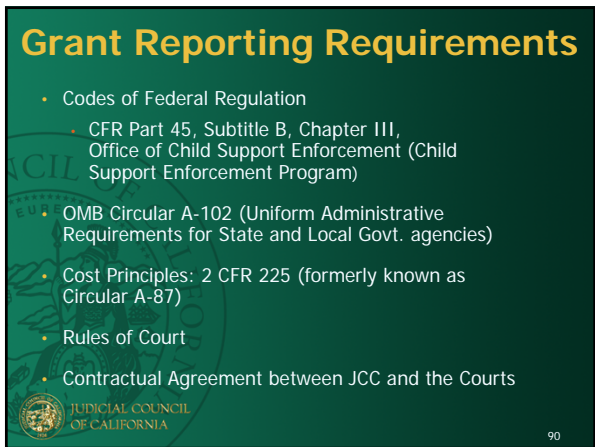 Grant Reporting Requirements
• Codes of Federal Regulation
• CFR Part 45, Subtitle B, Chapter III,
Office of Child Support Enforcement (Child
Support Enforcement Program)
• OMB Circular A-102 (Uniform Administrative
Requirements for State and Local Govt. agencies)
• Cost Principles: 2 CFR 225 (formerly known as
Circular A-87)
• Rules of Court
• Contractual Agreement between JCC and the Courts
JUDICIAL COUNCIL
OF CALIFORNIA
90